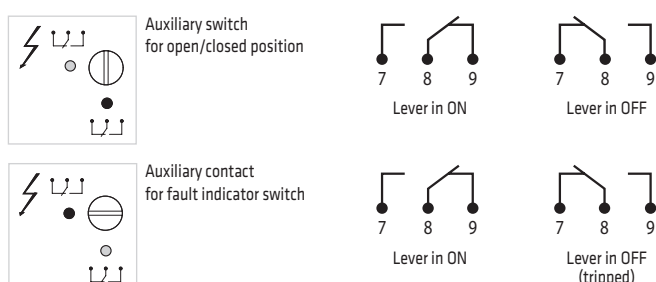 Auxiliary switch
for open/closed position
7 8 9
Lever in ON
7 8 9
Lever in OFF
Auxiliary contact
for fault indicator switch
7 8 9
Lever in ON
7 8 9
Lever in OFF
(tripped)